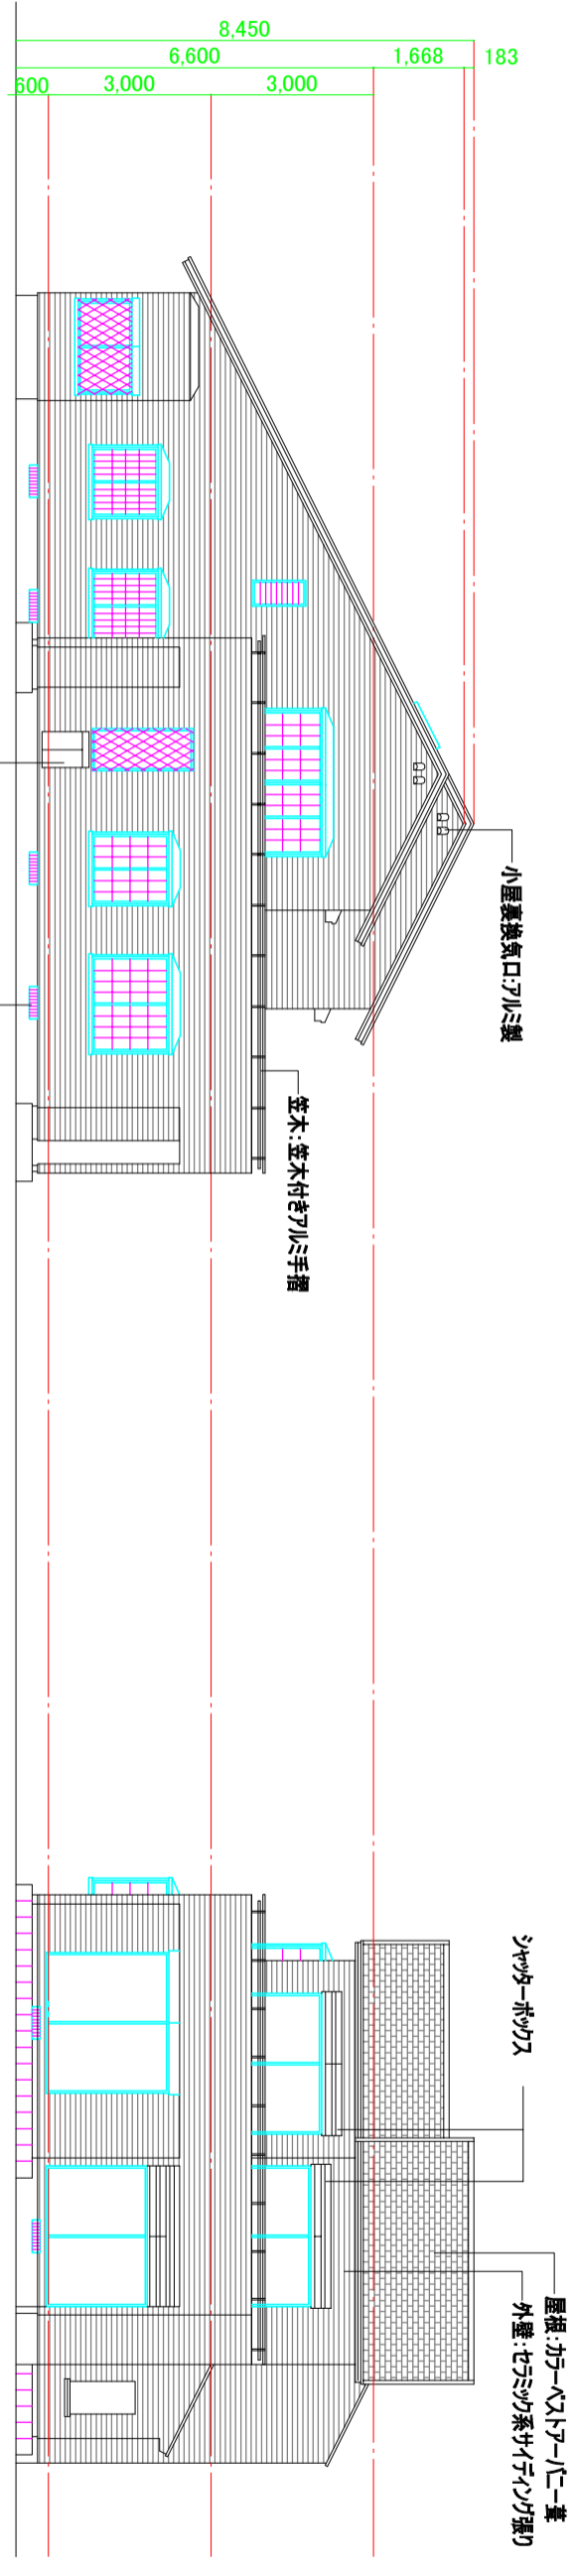 8,450
6,600
1,668
183
600
3,000
3,000
小屋裏換気口:アルミ製
笠木:笠木付きアルミ手摺
シャッターボックス
屋根:カラーベストアーバニー葺
外壁:セラミック系サイディング張り